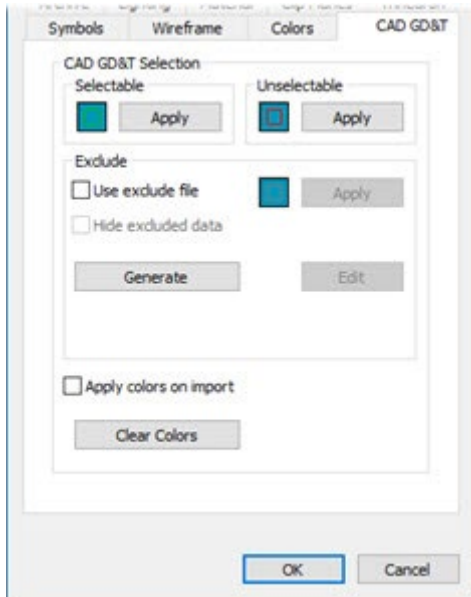 Symbols Wireframe Colors CAD GD&T
CAD GD&T Selection
Selectable Unselectable
Apply Apply
Exclude
Use exclude file Apply
Hide excluded data
Generate Edit
Apply colors on import
Clear Colors
OK Cancel